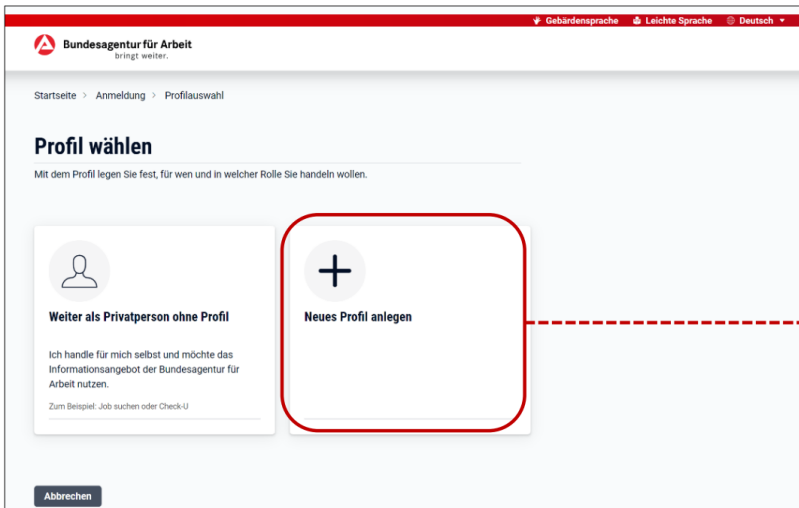 Gebärdensprache Leichte Sprache Deutsch
Bundesagentur für Arbeit
bringt weiter.
Startseite > Anmeldung > Profilauswahl
Profil wählen
Mit dem Profil legen Sie fest, für wen und in welcher Rolle Sie handeln wollen.
Weiter als Privatperson ohne Profil
Ich handle für mich selbst und möchte das
Informationsangebot der Bundesagentur für
Arbeit nutzen.
Zum Beispiel: Job suchen oder Check-U
Neues Profil anlegen
Abbrechen